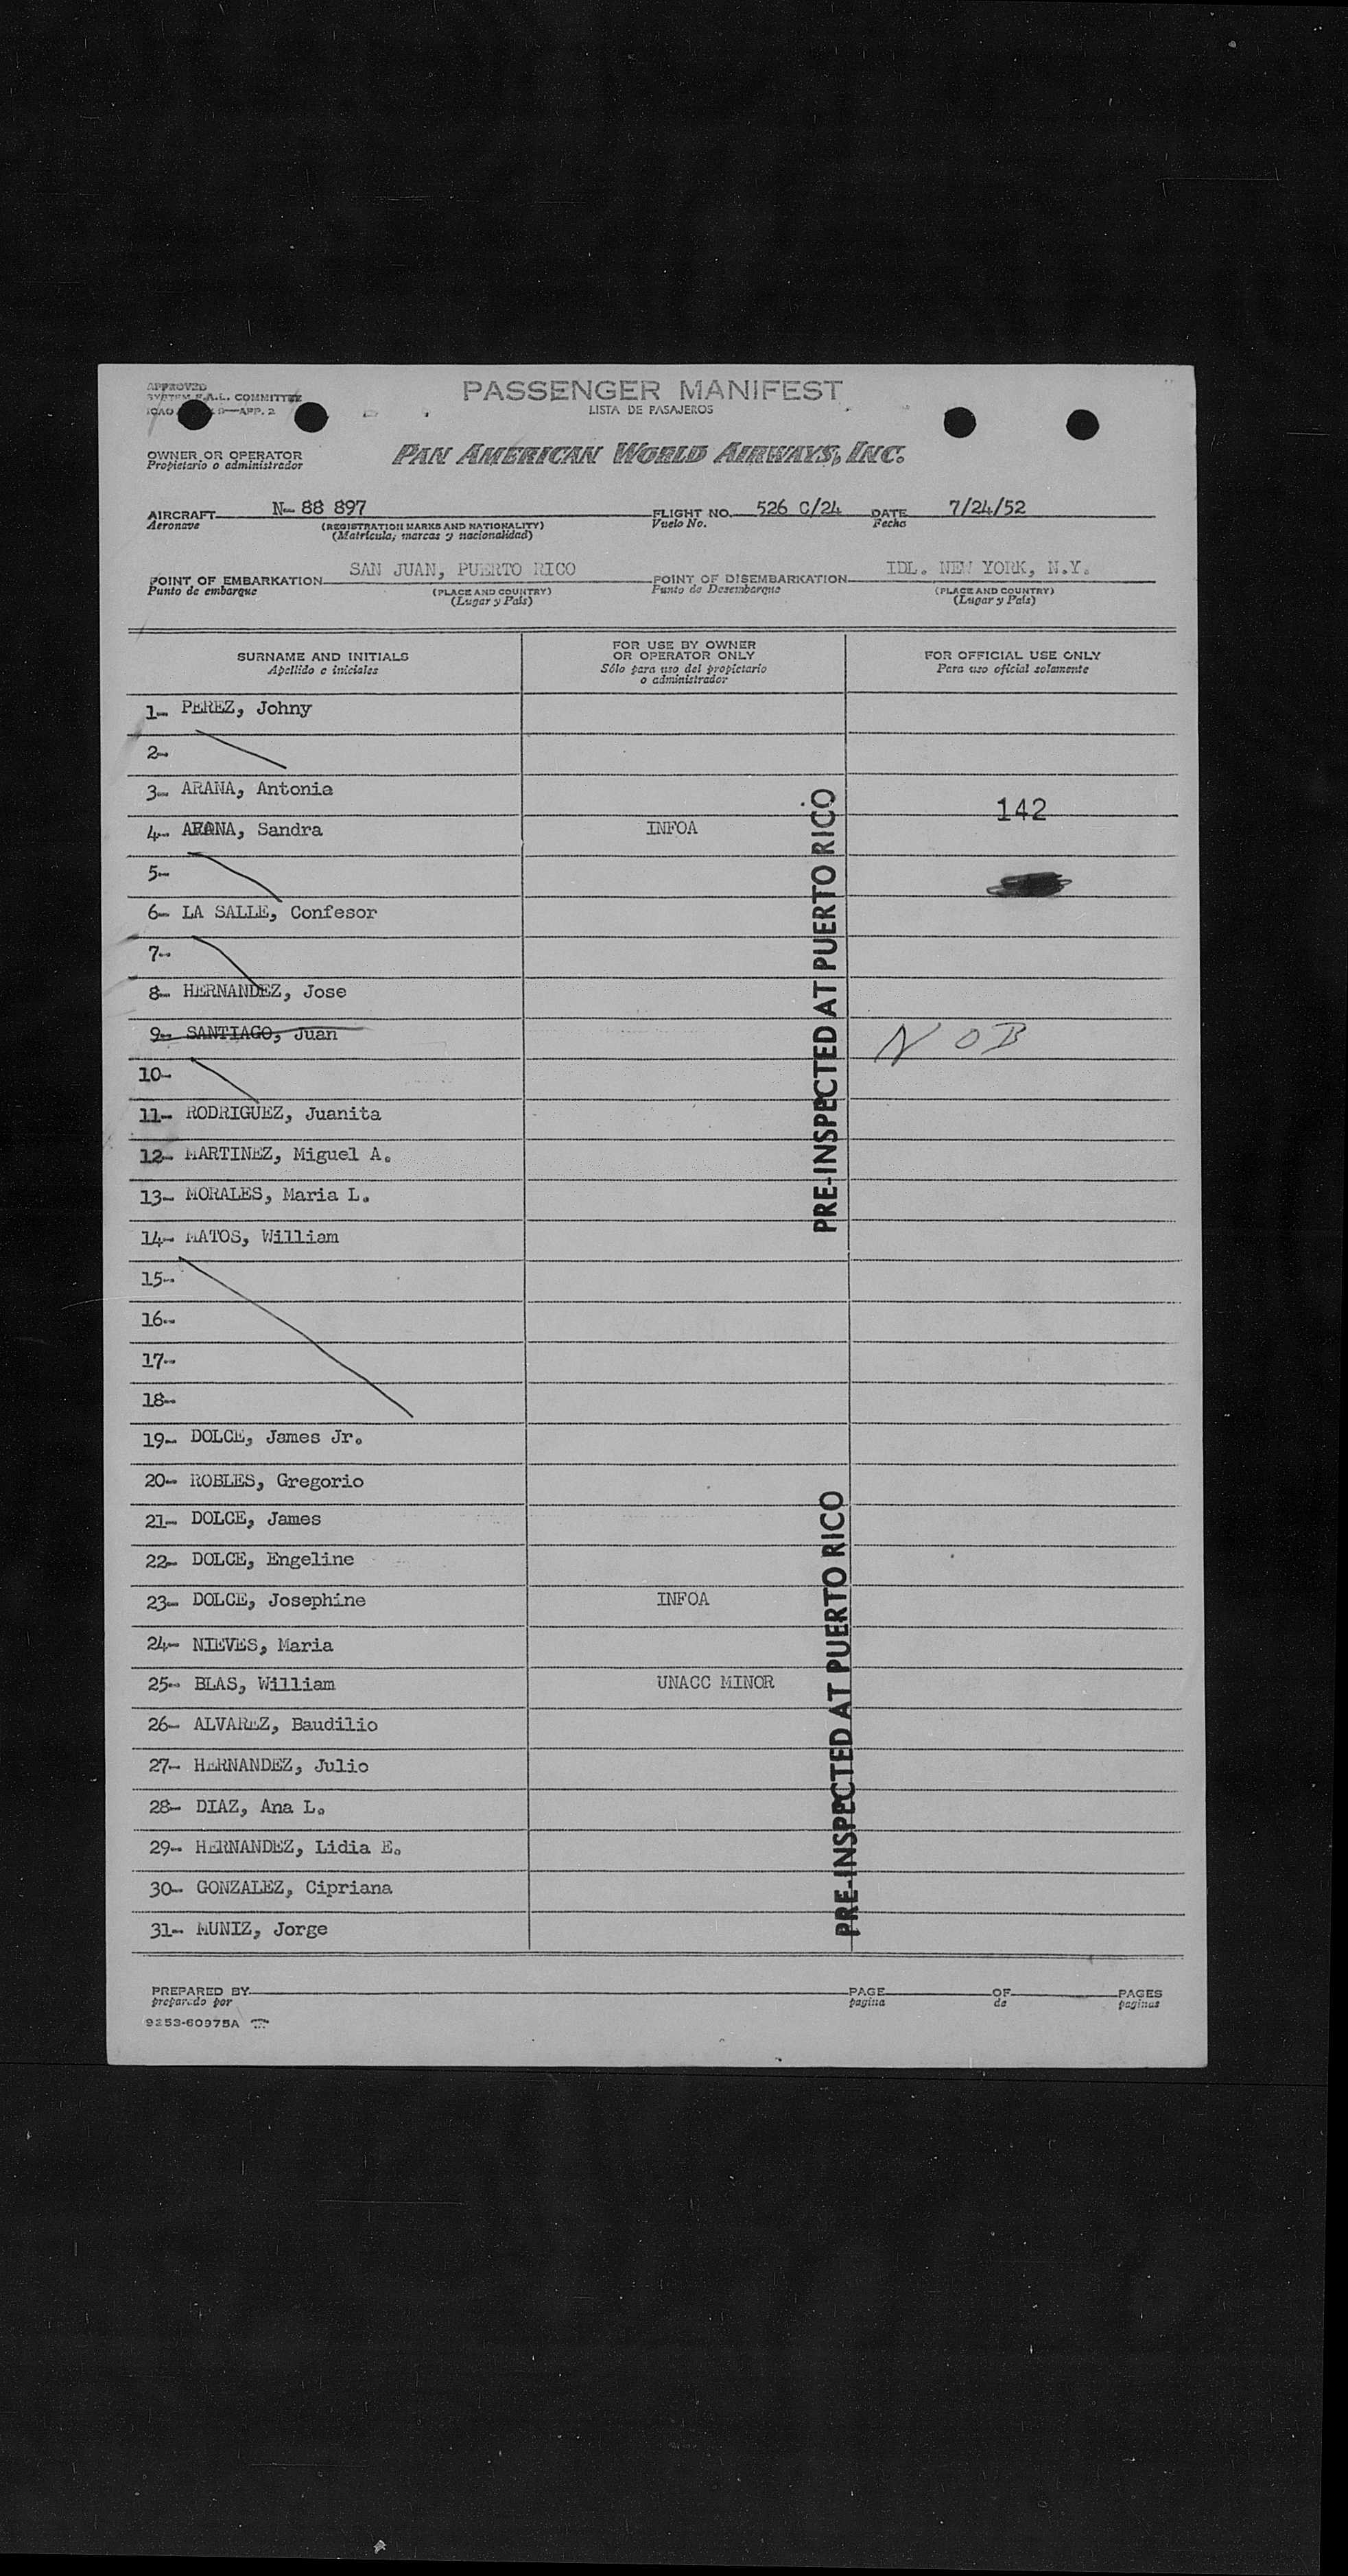 APPROVED
SYSTEM F.A.L. COMMITTEE
ICAO 9—APP. 2
PASSENGER MANIFEST
LISTA DE PASAJEROS
OWNER OR OPERATOR
Propietario o administrador
PAN AMERICAN WORLD AIRWAYS, INC.
AIRCRAFT N- 88 897 FLIGHT NO. 526 C/24 DATE 7/24/52
Aeronave (REGISTRATION MARKS AND NATIONALITY) Vuelo No. Fecha
(Matrícula, marcas y nacionalidad)
POINT OF EMBARKATION SAN JUAN, PUERTO RICO POINT OF DISEMBARKATION IDL. NEW YORK, N.Y.
Punto de embarque (PLACE AND COUNTRY) Punto de Desembarque (PLACE AND COUNTRY)
(Lugar y País) (Lugar y País)
SURNAME AND INITIALS
Apellido e iniciales
FOR USE BY OWNER
OR OPERATOR ONLY
Sólo para uso del propietario
o administrador
FOR OFFICIAL USE ONLY
Para uso oficial solamente
1- PEREZ, Johny
2-
3- ARANA, Antonia
142
4- ARANA, Sandra INFOA
5-
6- LA SALLE, Confesor
7-
8- HERNANDEZ, Jose
9- SANTIAGO, Juan N O B
10-
11- RODRIGUEZ, Juanita
12- MARTINEZ, Miguel A.
13- MORALES, Maria L.
14- MATOS, William
PRE-INSPECTED AT PUERTO RICO
15-
16-
17-
18-
19- DOLCE, James Jr.
20- ROBLES, Gregorio
21- DOLCE, James
22- DOLCE, Engeline
23- DOLCE, Josephine INFOA
24- NIEVES, Maria
25- BLAS, William UNACC MINOR
26- ALVAREZ, Baudilio
27- HERNANDEZ, Julio
28- DIAZ, Ana L.
29- HERNANDEZ, Lidia E.
30- GONZALEZ, Cipriana
31- MUNIZ, Jorge
PRE-INSPECTED AT PUERTO RICO
PREPARED BY PAGE OF PAGES
preparado por pagina de paginas
9253-60975A